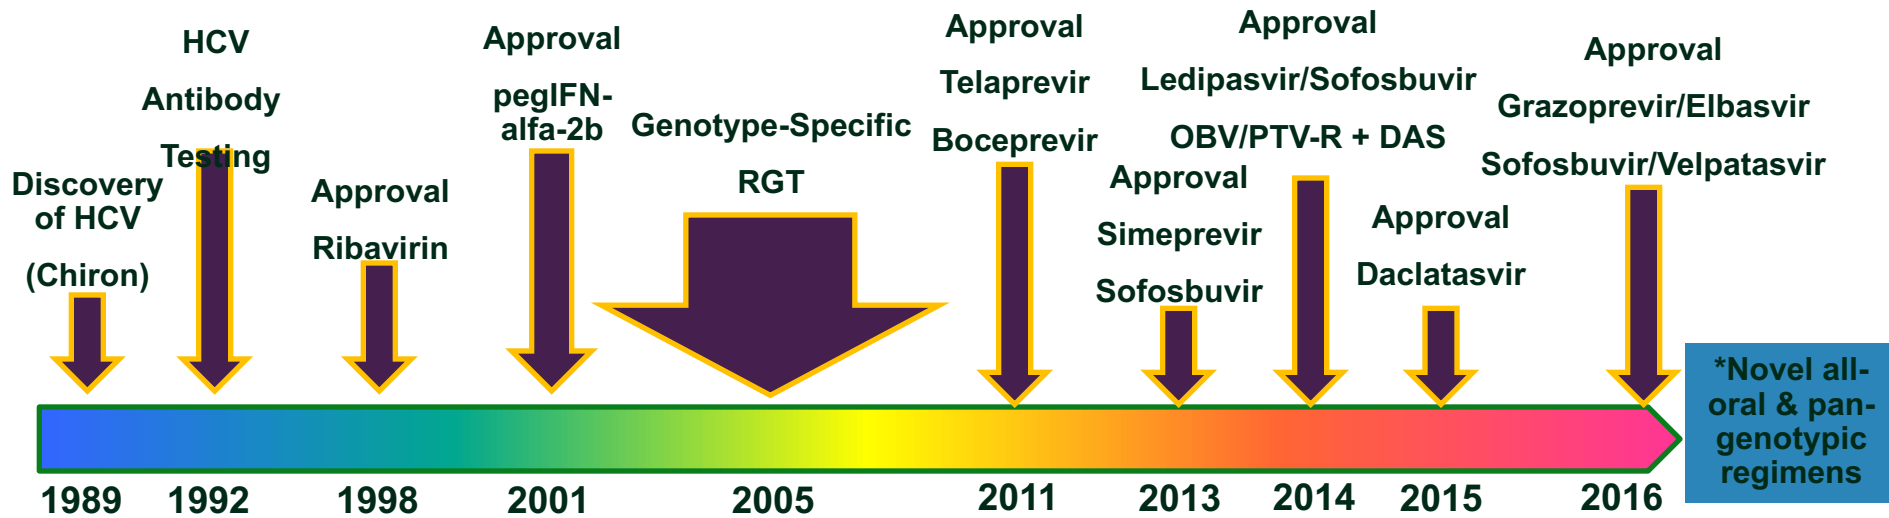 Discovery
of HCV
(Chiron)
HCV
Antibody
Testing
Approval
Ribavirin
Approval
pegIFN-
alfa-2b
Genotype-Specific
RGT
Approval
Telaprevir
Boceprevir
Approval
Simeprevir
Sofosbuvir
Approval
Ledipasvir/Sofosbuvir
OBV/PTV-R + DAS
Approval
Daclatasvir
Approval
Grazoprevir/Elbasvir
Sofosbuvir/Velpatasvir
*Novel all-
oral & pan-
genotypic
regimens
1989 1992 1998 2001 2005 2011 2013 2014 2015 2016